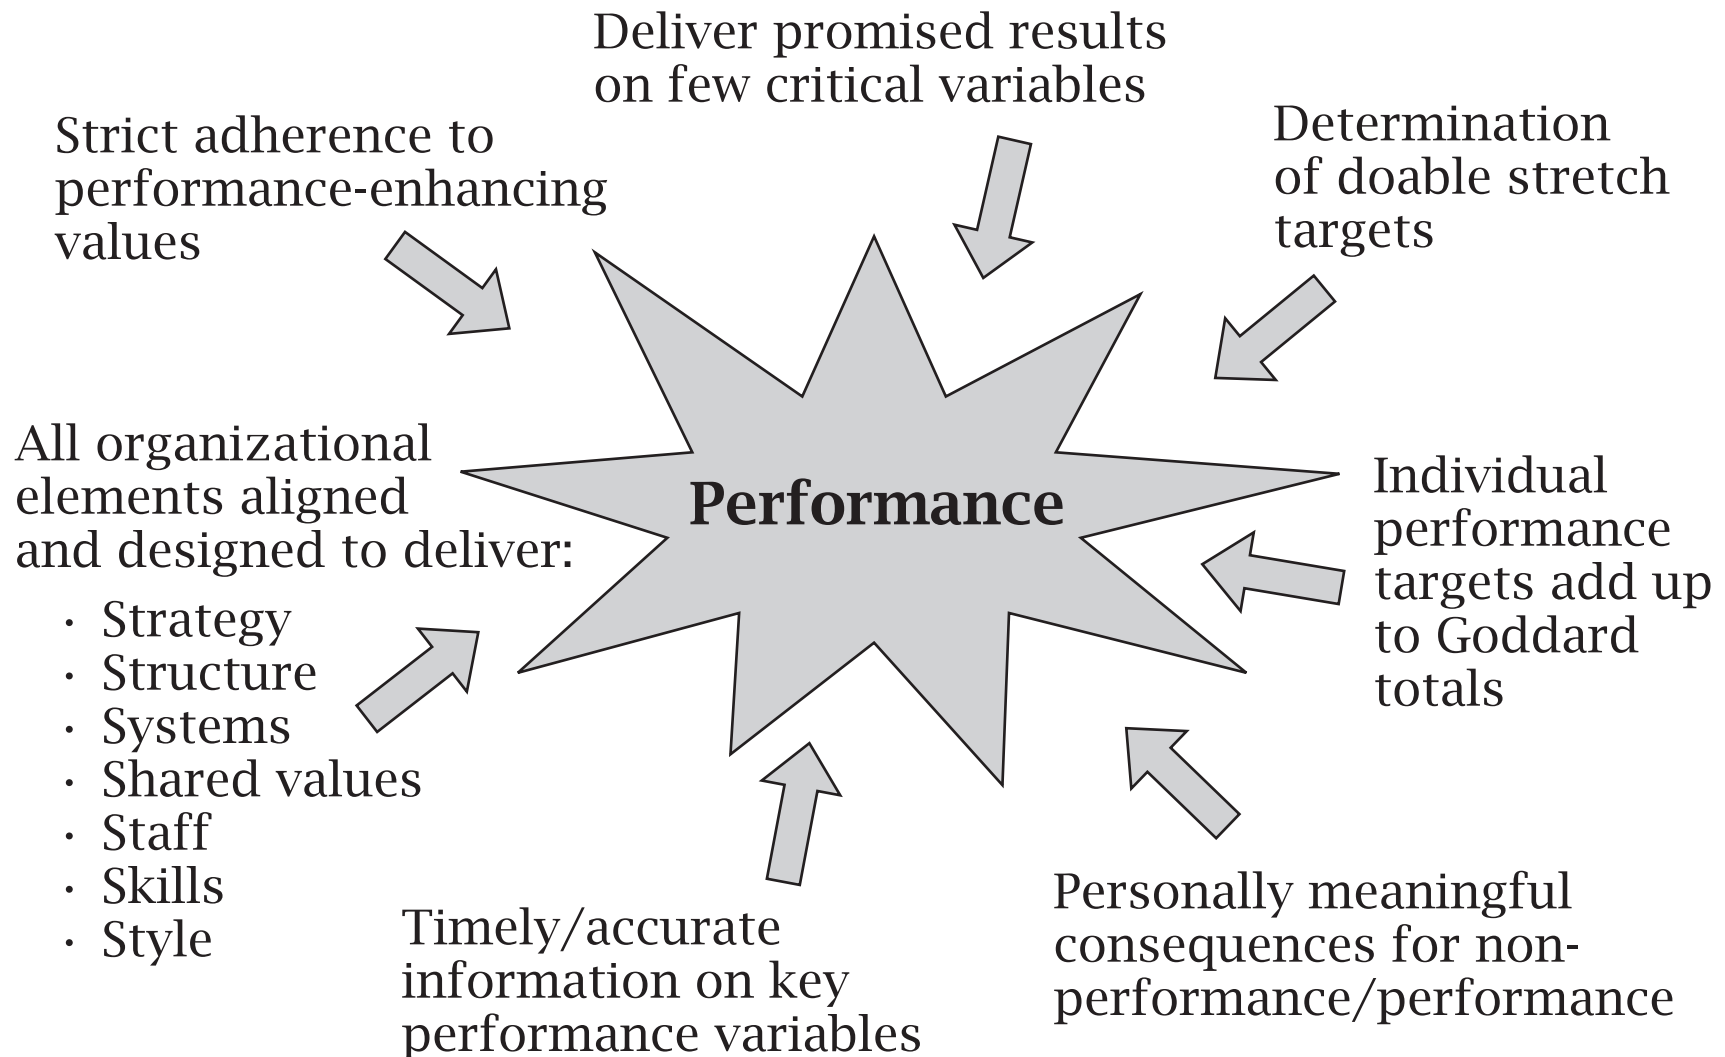 Deliver promised results
on few critical variables
Strict adherence to
performance-enhancing
values
Determination
of doable stretch
targets
All organizational
elements aligned
and designed to deliver:
· Strategy
· Structure
· Systems
· Shared values
· Staff
· Skills
· Style
Performance
Individual
performance
targets add up
to Goddard
totals
Timely/accurate
information on key
performance variables
Personally meaningful
consequences for non-
performance/performance